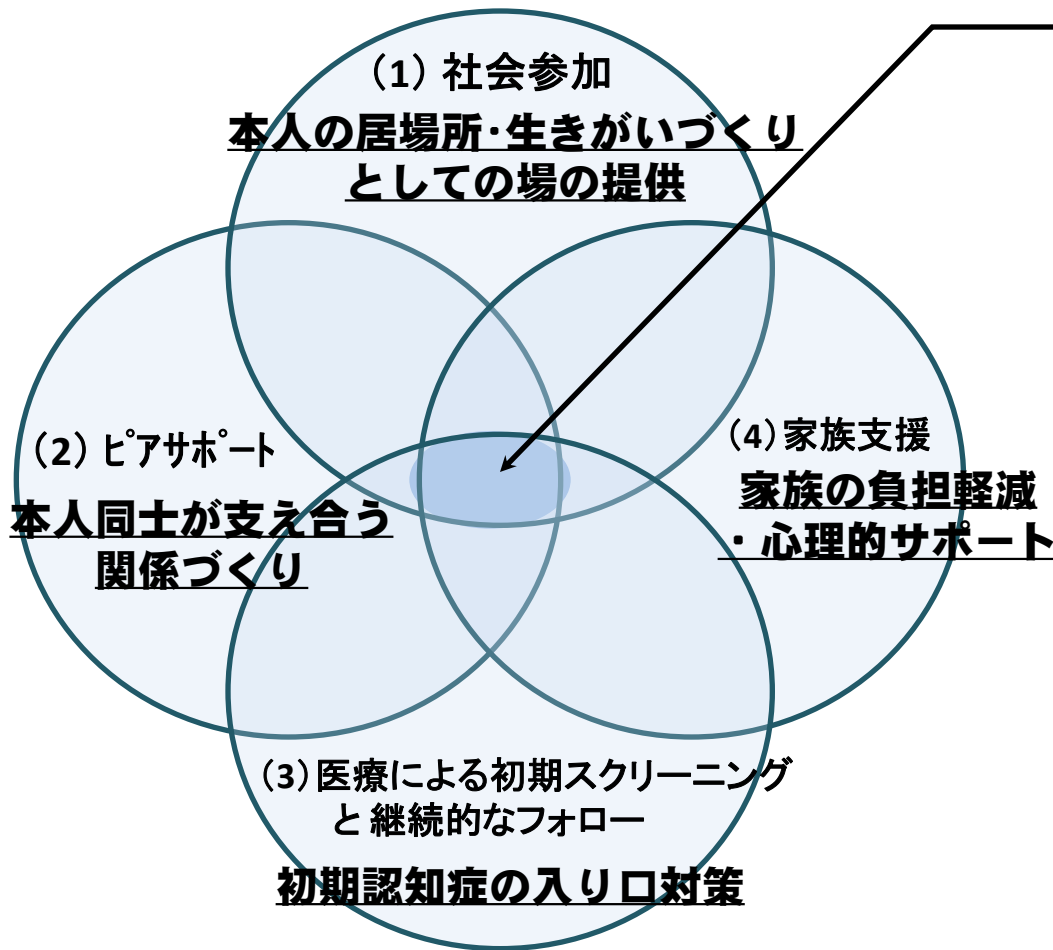 (1) 社会参加
本人の居場所・生きがいづくり
としての場の提供
(2) ﾋﾟｱｻﾎﾟｰﾄ
本人同士が支え合う
関係づくり
(4) 家族支援
家族の負担軽減
・心理的サポート
(3) 医療による初期スクリーニング
と 継続的なフォロー
初期認知症の入り口対策